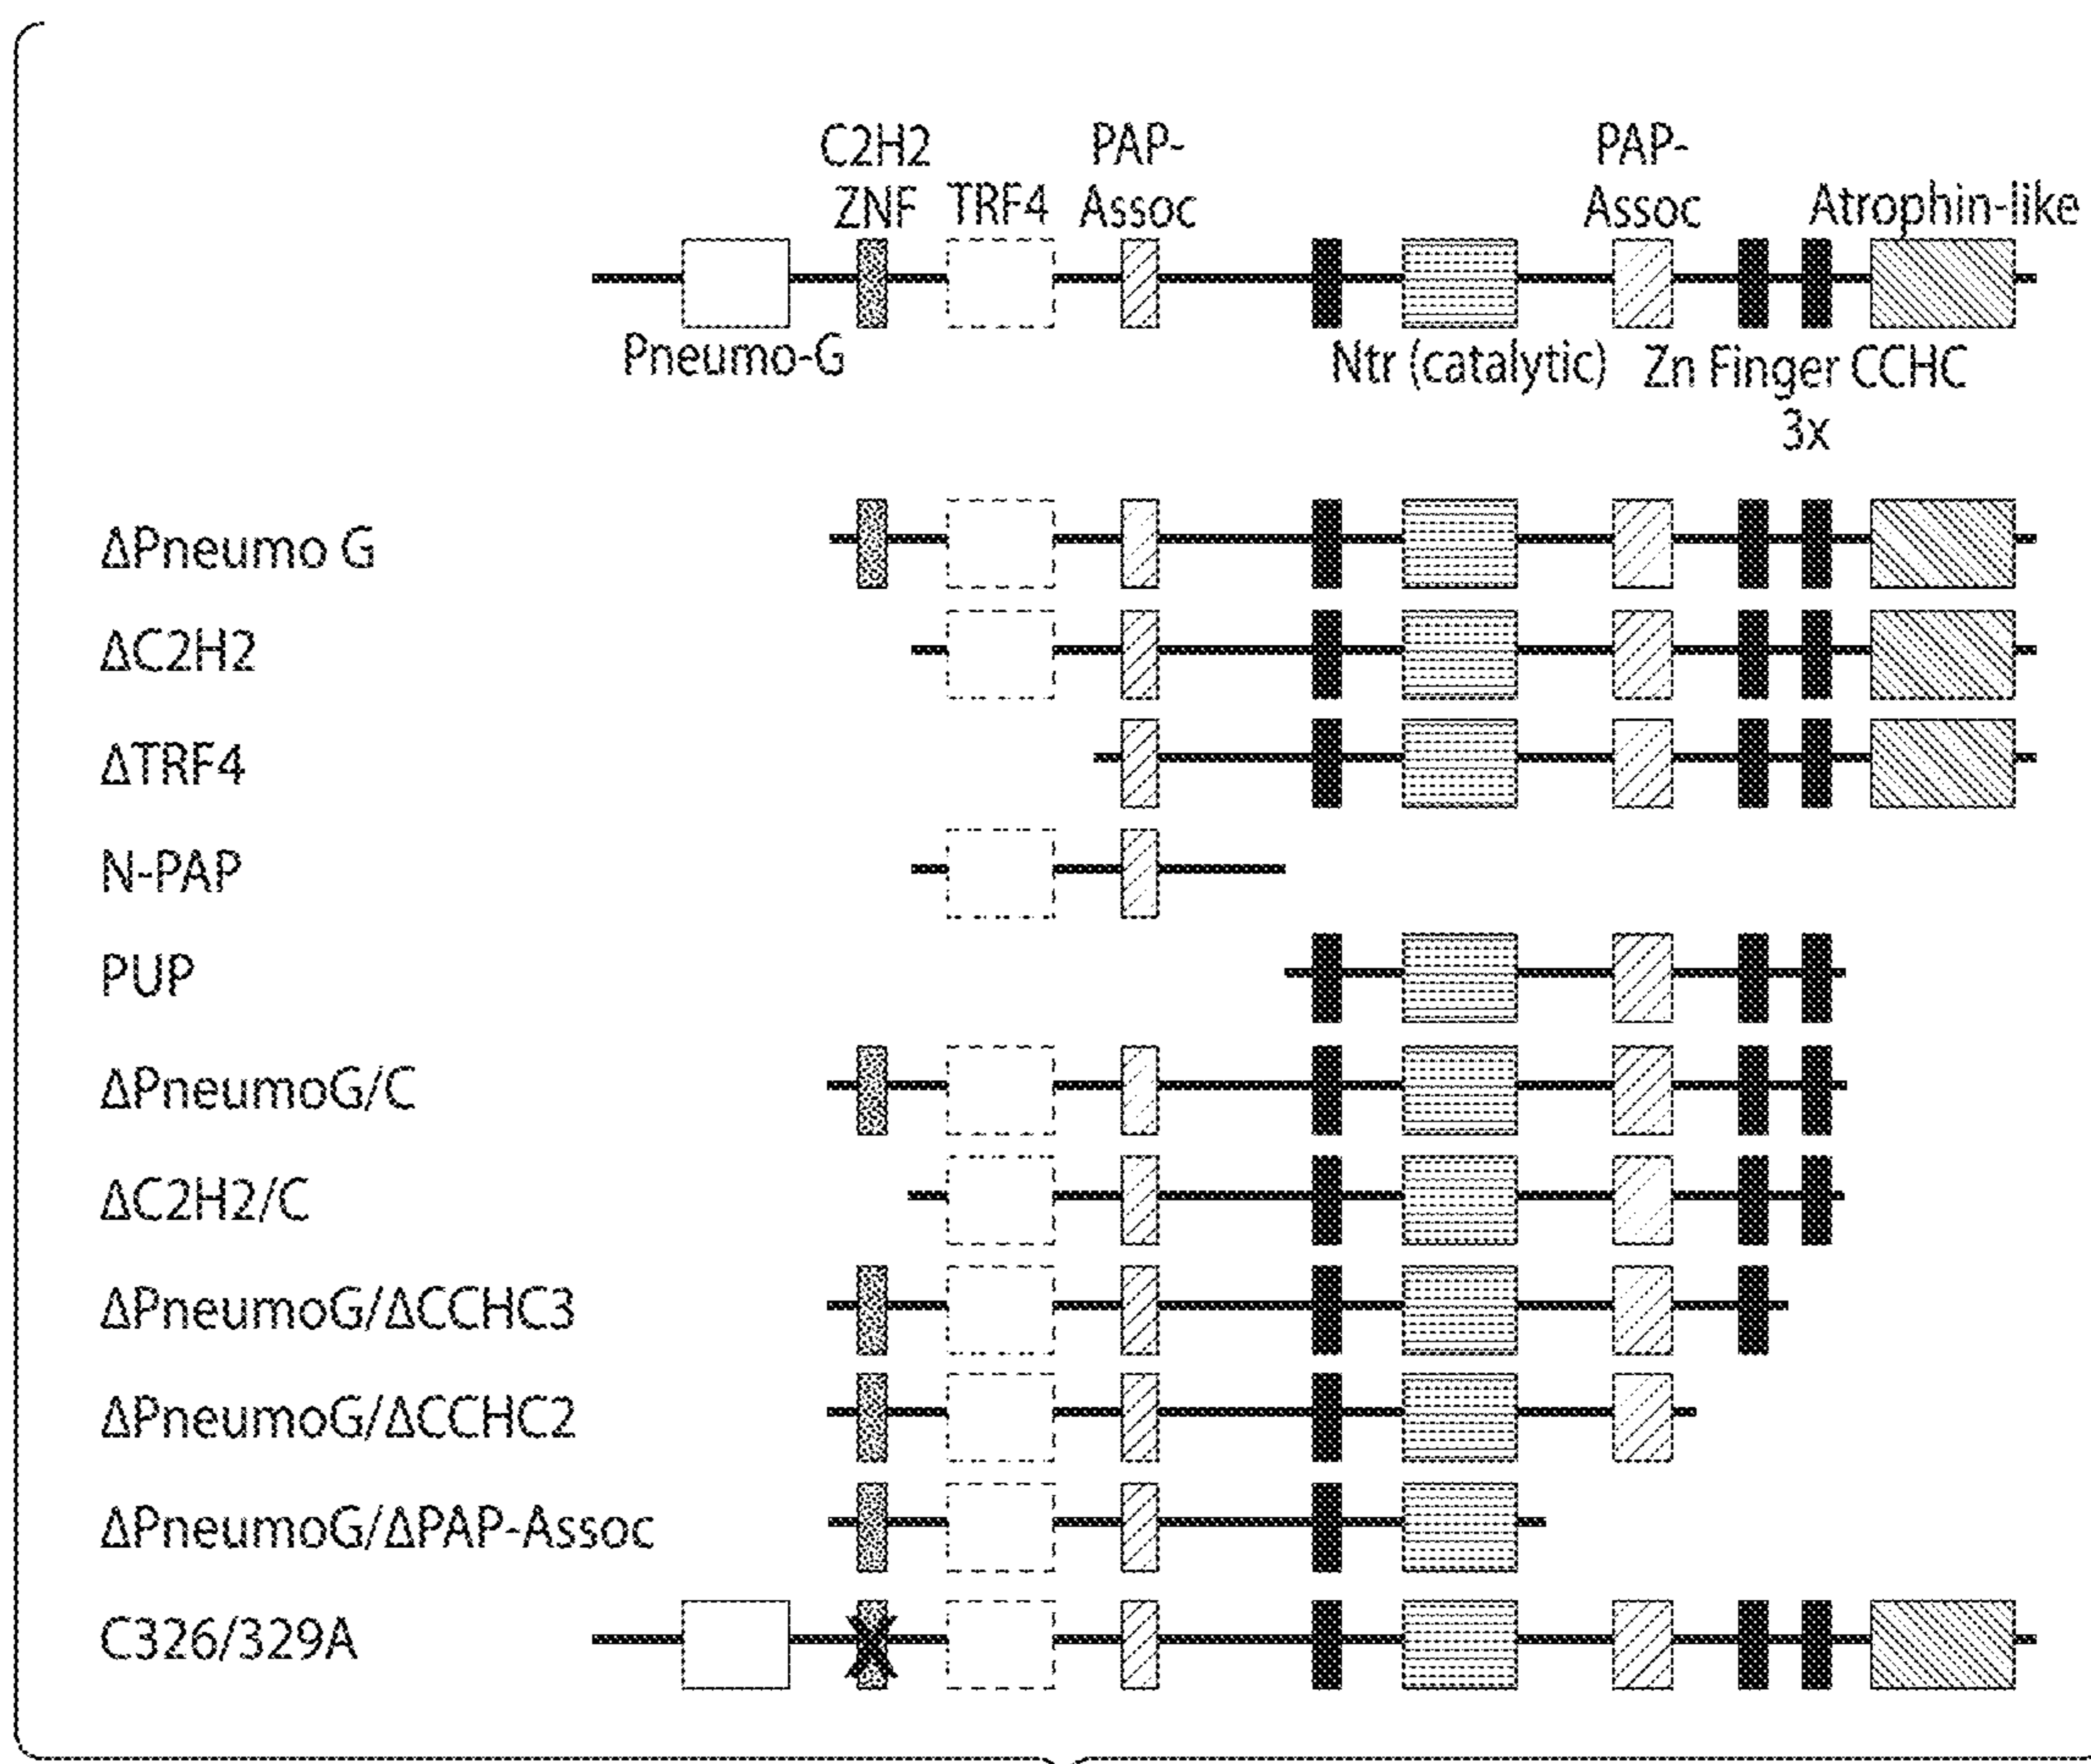 C2H2
ZNF
TRF4
PAP-
Assoc
PAP-
Assoc
Atrophin-like
Pneumo-G
Ntr (catalytic)
Zn Finger CCHC
3x
ΔPneumo G
ΔC2H2
ΔTRF4
N-PAP
PUP
ΔPneumoG/C
ΔC2H2/C
ΔPneumoG/ΔCCHC3
ΔPneumoG/ΔCCHC2
ΔPneumoG/ΔPAP-Assoc
C326/329A
X